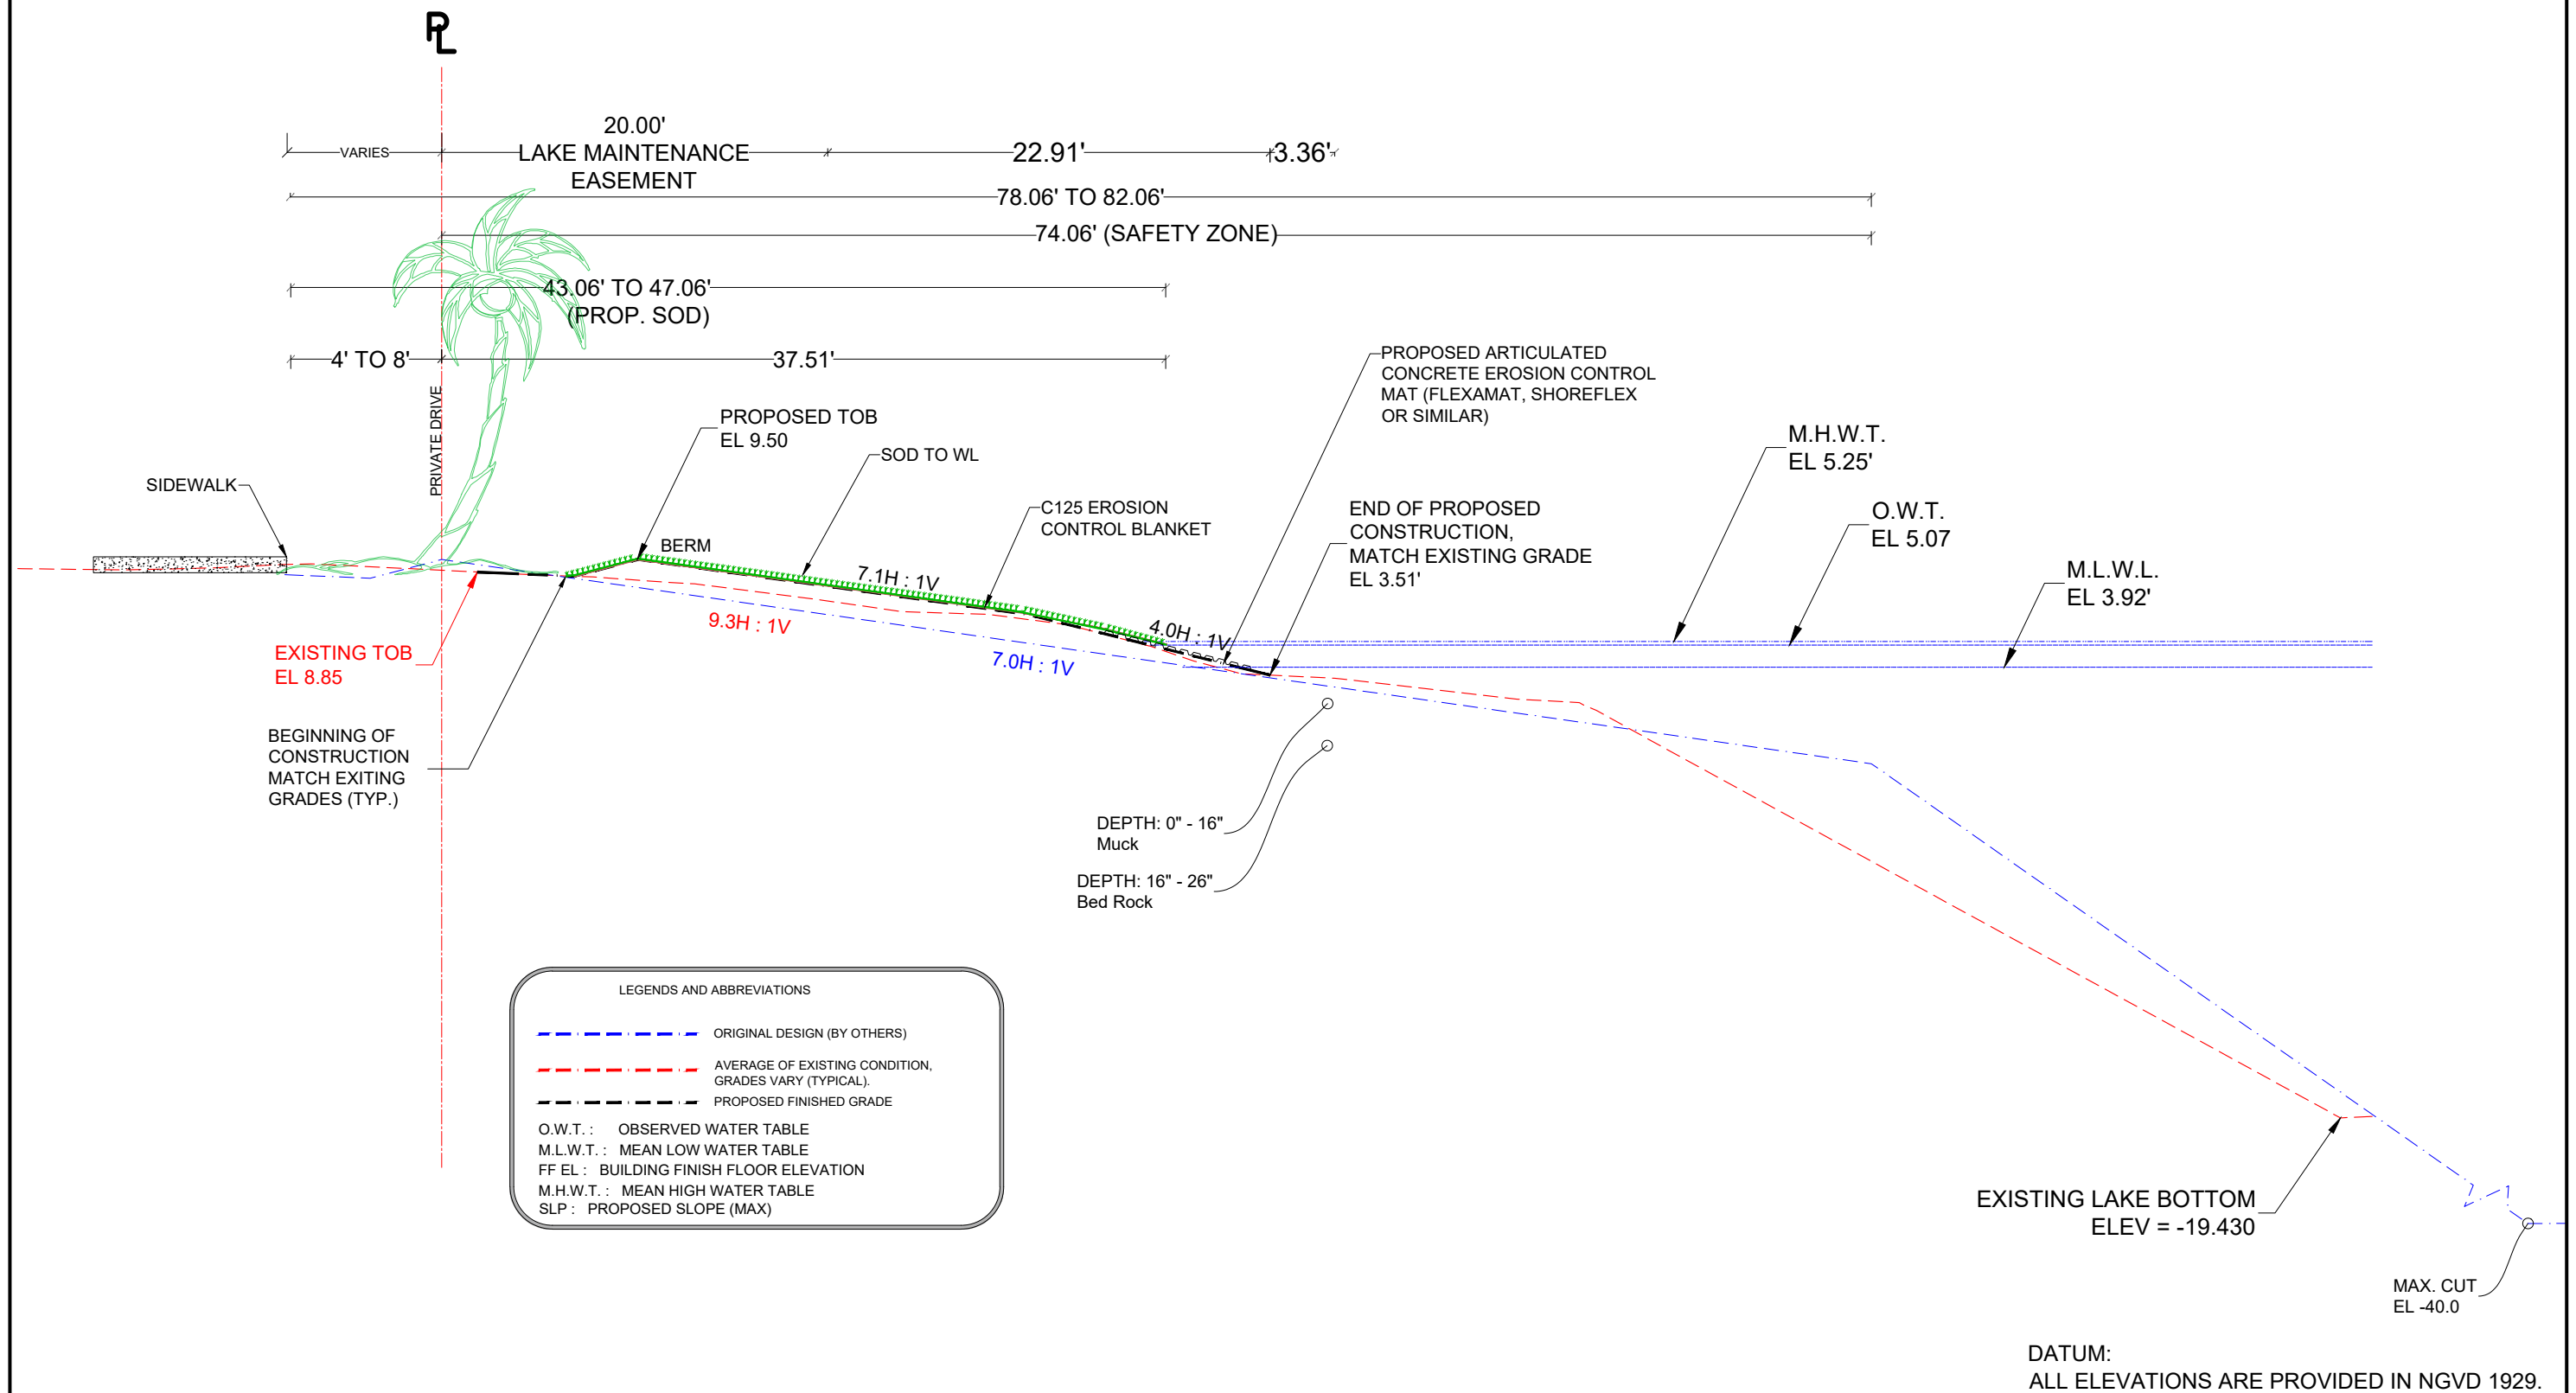 PL
VARIES
20.00'
LAKE MAINTENANCE
EASEMENT
22.91'
3.36'
78.06' TO 82.06'
74.06' (SAFETY ZONE)
43.06' TO 47.06'
(PROP. SOD)
4' TO 8'
37.51'
PRIVATE DRIVE
PROPOSED ARTICULATED
CONCRETE EROSION CONTROL
MAT (FLEXAMAT, SHOREFLEX
OR SIMILAR)
PROPOSED TOB
EL 9.50
SOD TO WL
M.H.W.T.
EL 5.25'
SIDEWALK
C125 EROSION
CONTROL BLANKET
END OF PROPOSED
CONSTRUCTION,
MATCH EXISTING GRADE
EL 3.51'
O.W.T.
EL 5.07
BERM
7.1H : 1V
M.L.W.L.
EL 3.92'
9.3H : 1V
4.0H : 1V
7.0H : 1V
EXISTING TOB
EL 8.85
BEGINNING OF
CONSTRUCTION
MATCH EXITING
GRADES (TYP.)
DEPTH: 0" - 16"
Muck
DEPTH: 16" - 26"
Bed Rock
LEGENDS AND ABBREVIATIONS
ORIGINAL DESIGN (BY OTHERS)
AVERAGE OF EXISTING CONDITION,
GRADES VARY (TYPICAL).
PROPOSED FINISHED GRADE
O.W.T. : OBSERVED WATER TABLE
M.L.W.T. : MEAN LOW WATER TABLE
FF EL : BUILDING FINISH FLOOR ELEVATION
M.H.W.T. : MEAN HIGH WATER TABLE
SLP : PROPOSED SLOPE (MAX)
EXISTING LAKE BOTTOM
ELEV = -19.430
MAX. CUT
EL -40.0
DATUM:
ALL ELEVATIONS ARE PROVIDED IN NGVD 1929.